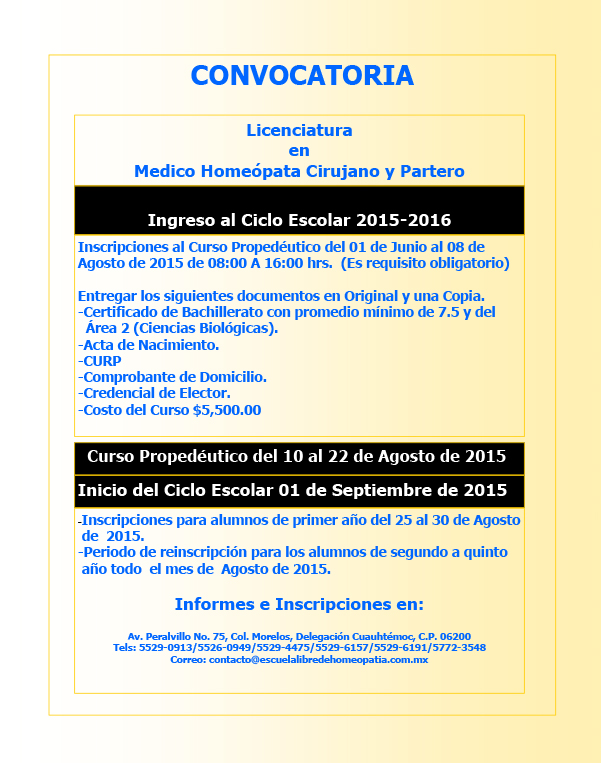 CONVOCATORIA
Licenciatura
en
Medico Homeópata Cirujano y Partero
Ingreso al Ciclo Escolar 2015-2016
Inscripciones al Curso Propedéutico del 01 de Junio al 08 de
Agosto de 2015 de 08:00 A 16:00 hrs.  (Es requisito obligatorio)
Entregar los siguientes documentos en Original y una Copia.
-Certificado de Bachillerato con promedio mínimo de 7.5 y del
Área 2 (Ciencias Biológicas).
-Acta de Nacimiento.
-CURP
-Comprobante de Domicilio.
-Credencial de Elector.
-Costo del Curso $5,500.00
Curso Propedéutico del 10 al 22 de Agosto de 2015
Inicio del Ciclo Escolar 01 de Septiembre de 2015
-Inscripciones para alumnos de primer año del 25 al 30 de Agosto
de  2015.
-Periodo de reinscripción para los alumnos de segundo a quinto
año todo  el mes de  Agosto de 2015.
Informes e Inscripciones en:
Av. Peralvillo No. 75, Col. Morelos, Delegación Cuauhtémoc, C.P. 06200
Tels: 5529-0913/5526-0949/5529-4475/5529-6157/5529-6191/5772-3548
Correo: contacto@escuelalibredehomeopatia.com.mx